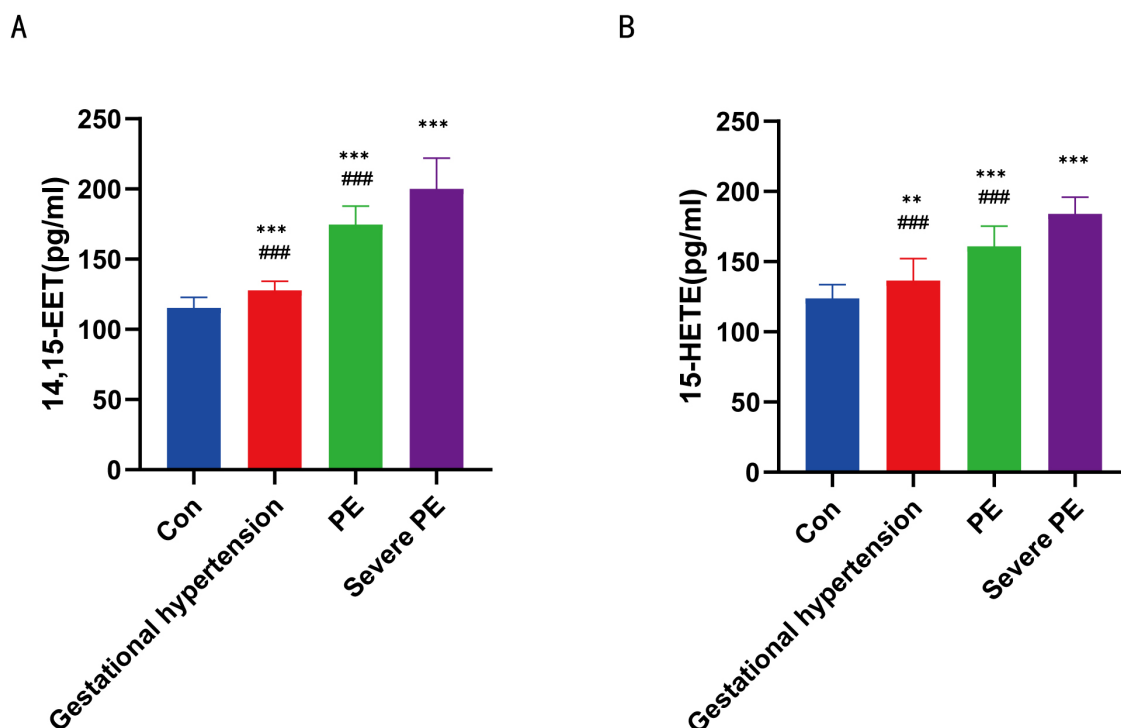 A
14,15-EET(pg/ml)
250
200
150
100
50
0
***
###
***
###
***
Con
Gestational hypertension
PE
Severe PE
B
15-HETE(pg/ml)
250
200
150
100
50
0
**
###
***
###
***
Con
Gestational hypertension
PE
Severe PE